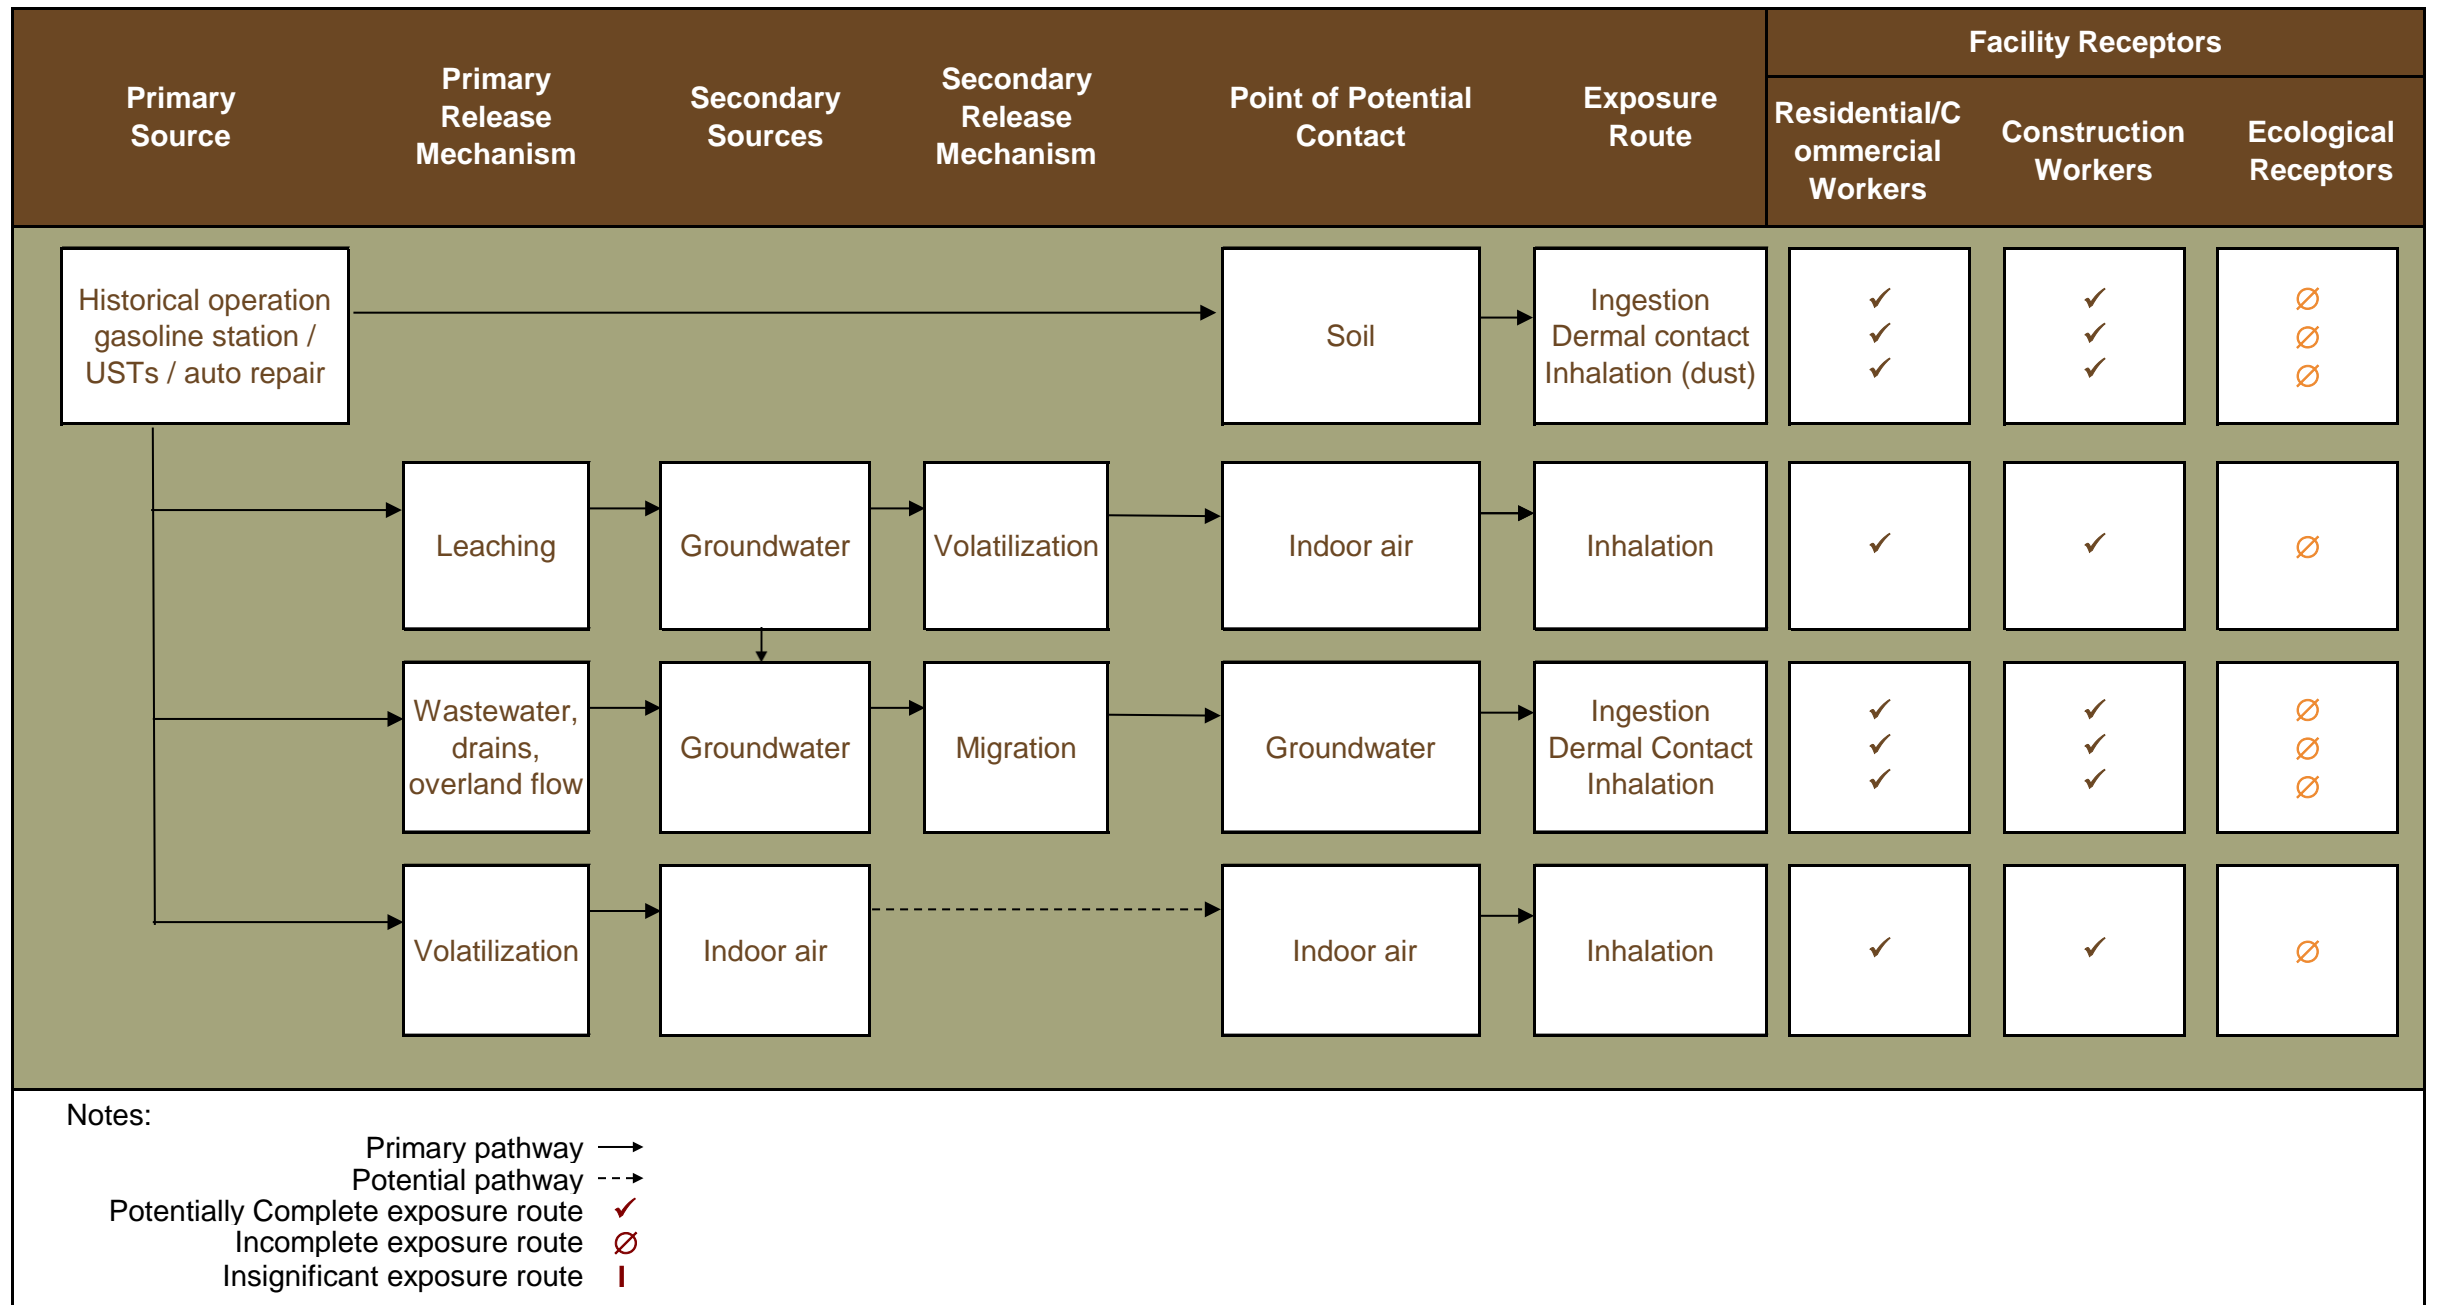 Primary
Source
Primary
Release
Mechanism
Secondary
Sources
Secondary
Release
Mechanism
Point of Potential
Contact
Exposure
Route
Facility Receptors
Residential/C
ommercial
Workers
Construction
Workers
Ecological
Receptors
Historical operation
gasoline station /
USTs / auto repair
Soil
Ingestion
Dermal contact
Inhalation (dust)
✓
✓
✓
✓
✓
✓
∅
∅
∅
Leaching
Groundwater
Volatilization
Indoor air
Inhalation
✓
✓
∅
Wastewater,
drains,
overland flow
Groundwater
Migration
Groundwater
Ingestion
Dermal Contact
Inhalation
✓
✓
✓
✓
✓
✓
∅
∅
∅
Volatilization
Indoor air
Indoor air
Inhalation
✓
✓
∅
Notes:
Primary pathway
Potential pathway
Potentially Complete exposure route ✓
Incomplete exposure route ∅
Insignificant exposure route I